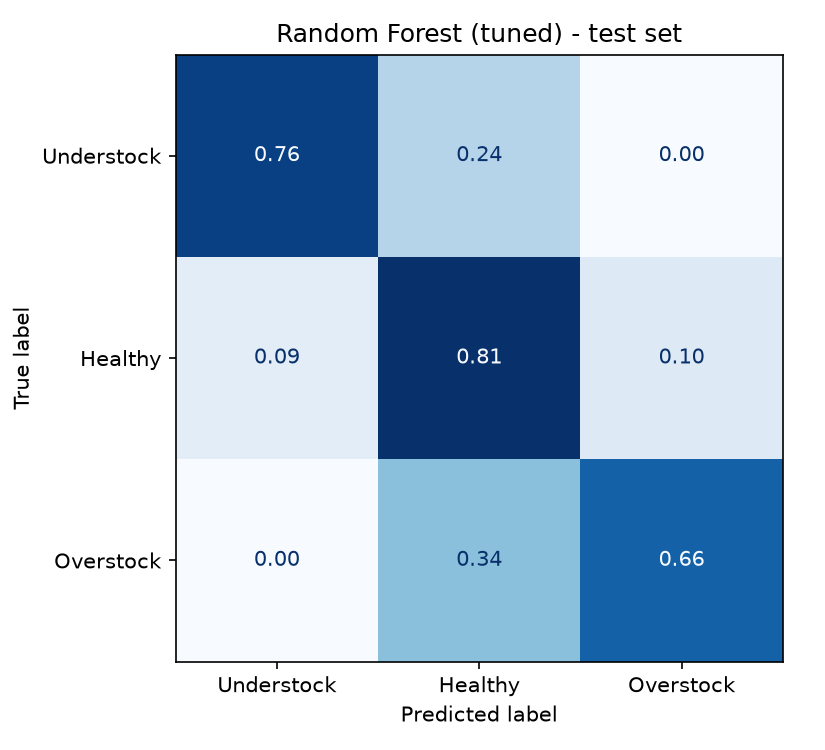 Random Forest (tuned) - test set
True label
Understock
0.76 0.24 0.00
Healthy
0.09 0.81 0.10
Overstock
0.00 0.34 0.66
Understock Healthy Overstock
Predicted label